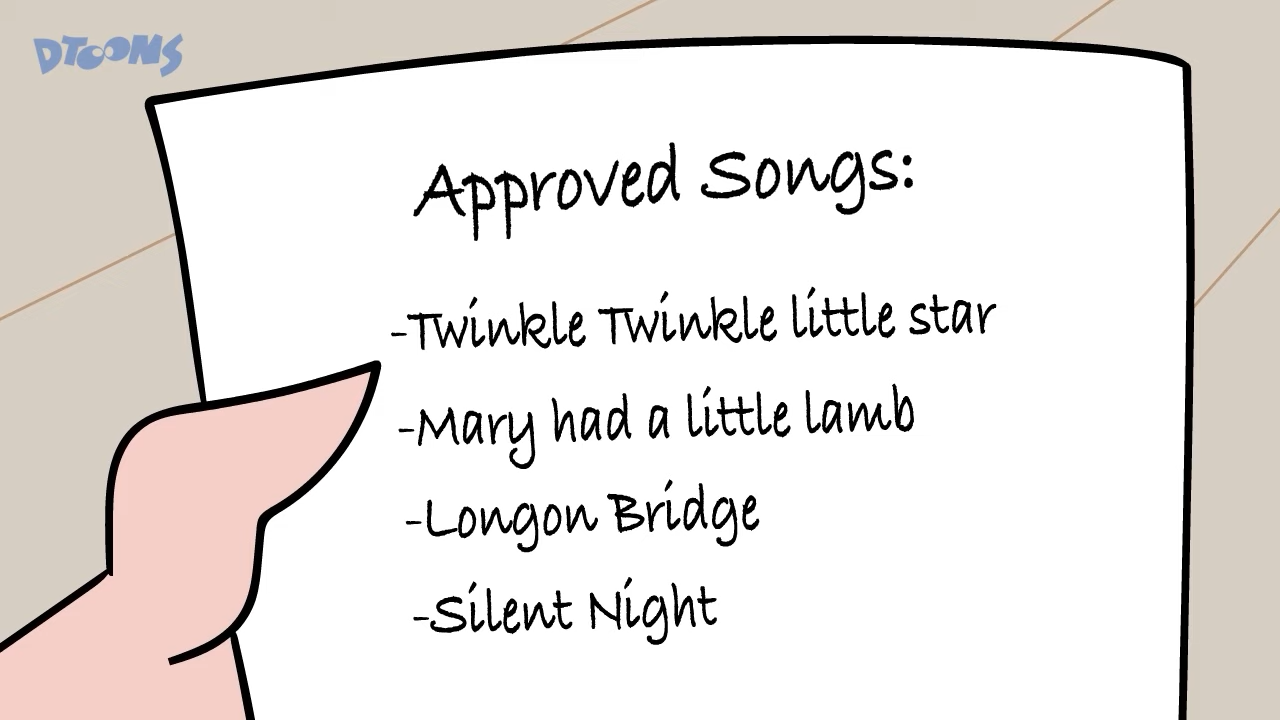 DTOONS
Approved Songs:
-Twinkle Twinkle little star
-Mary had a little lamb
-Longon Bridge
-Silent Night